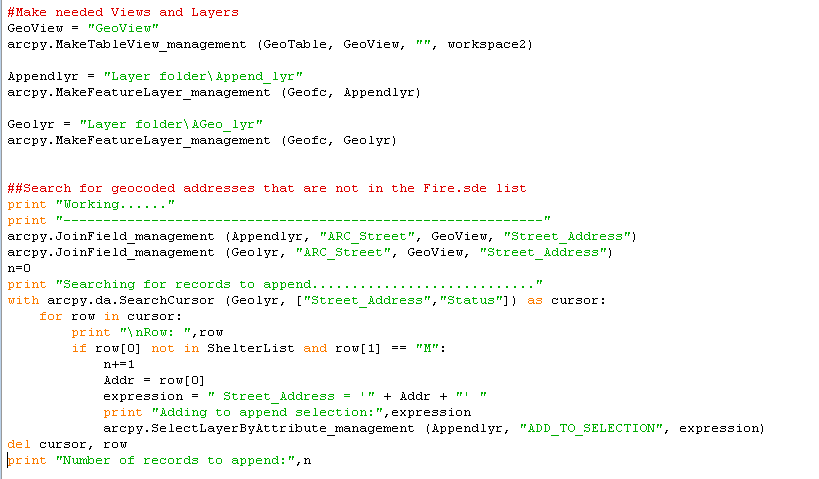 #Make needed Views and Layers
GeoView = "GeoView"
arcpy.MakeTableView_management (GeoTable, GeoView, "", workspace2)
Appendlyr = "Layer folder\Append_lyr"
arcpy.MakeFeatureLayer_management (Geofc, Appendlyr)
Geolyr = "Layer folder\AGeo_lyr"
arcpy.MakeFeatureLayer_management (Geofc, Geolyr)
##Search for geocoded addresses that are not in the Fire.sde list
print "Working......"
print "------------------------------------------------------------"
arcpy.JoinField_management (Appendlyr, "ARC_Street", GeoView, "Street_Address")
arcpy.JoinField_management (Geolyr, "ARC_Street", GeoView, "Street_Address")
n=0
print "Searching for records to append............................"
with arcpy.da.SearchCursor (Geolyr, ["Street_Address","Status"]) as cursor:
    for row in cursor:
        print "\nRow: ",row
        if row[0] not in ShelterList and row[1] == "M":
            n+=1
            Addr = row[0]
            expression = " Street_Address = '" + Addr + "' "
            print "Adding to append selection:",expression
            arcpy.SelectLayerByAttribute_management (Appendlyr, "ADD_TO_SELECTION", expression)
del cursor, row
print "Number of records to append:",n